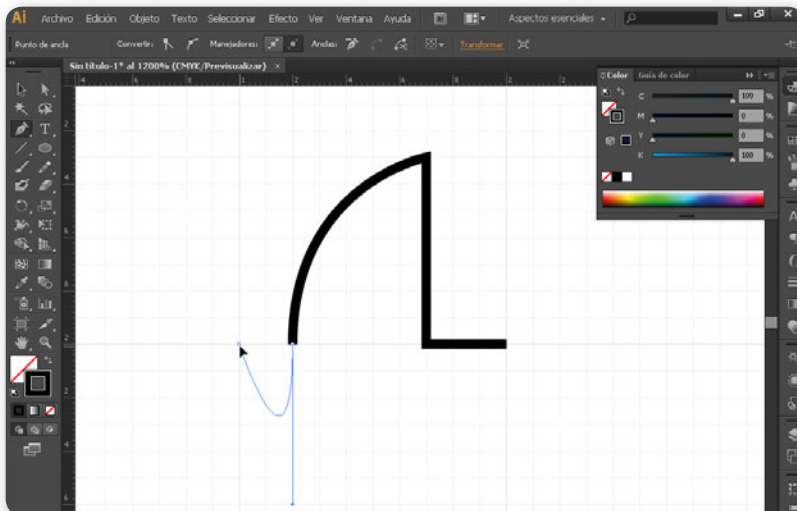 Ai Archivo Edición Objeto Texto Seleccionar Efecto Ver Ventana Ayuda Aspectos esenciales
Punto de ancla Convertir: Manejadores: Anclas: Transformar
Sin título-1* al 1200% (CMYK/Previsualizar) ×
Color Guía de color
C 100 %
M 0 %
Y 0 %
K 100 %